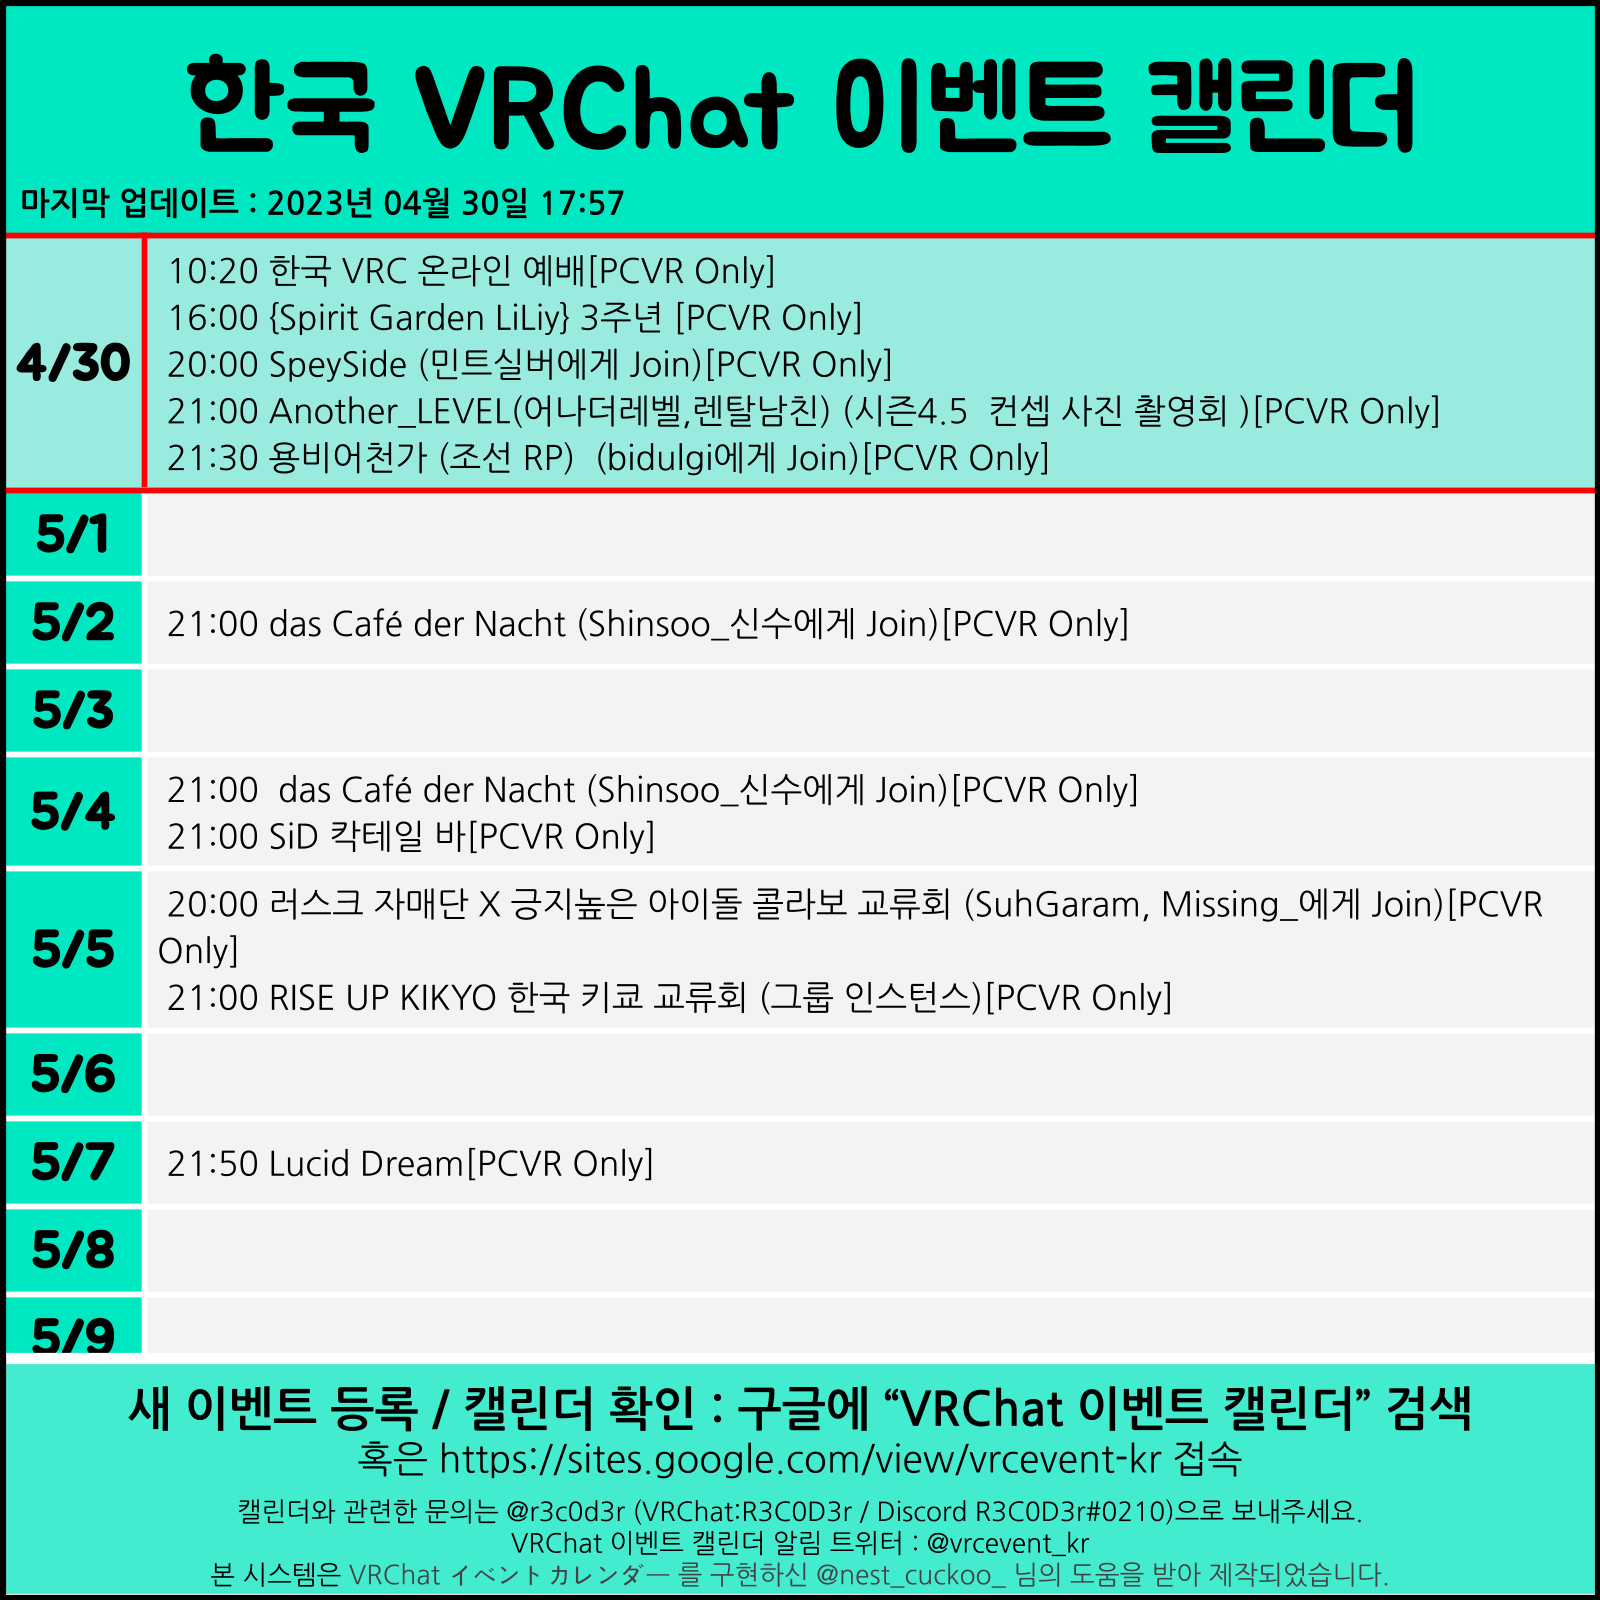 한국 VRChat 이벤트 캘린더
마지막 업데이트 : 2023년 04월 30일 17:57
4/30
10:20 한국 VRC 온라인 예배[PCVR Only]
16:00 {Spirit Garden LiLiy} 3주년 [PCVR Only]
20:00 SpeySide (민트실버에게 Join)[PCVR Only]
21:00 Another_LEVEL(어나더레벨,렌탈남친) (시즌4.5  컨셉 사진 촬영회 )[PCVR Only]
21:30 용비어천가 (조선 RP)  (bidulgi에게 Join)[PCVR Only]
5/1
5/2
21:00 das Café der Nacht (Shinsoo_신수에게 Join)[PCVR Only]
5/3
5/4
21:00  das Café der Nacht (Shinsoo_신수에게 Join)[PCVR Only]
21:00 SiD 칵테일 바[PCVR Only]
5/5
20:00 러스크 자매단 X 긍지높은 아이돌 콜라보 교류회 (SuhGaram, Missing_에게 Join)[PCVR
Only]
21:00 RISE UP KIKYO 한국 키쿄 교류회 (그룹 인스턴스)[PCVR Only]
5/6
5/7
21:50 Lucid Dream[PCVR Only]
5/8
5/9
새 이벤트 등록 / 캘린더 확인 : 구글에 “VRChat 이벤트 캘린더” 검색
혹은 https://sites.google.com/view/vrcevent-kr 접속
캘린더와 관련한 문의는 @r3c0d3r (VRChat:R3C0D3r / Discord R3C0D3r#0210)으로 보내주세요.
VRChat 이벤트 캘린더 알림 트위터 : @vrcevent_kr
본 시스템은 VRChat イベントカレンダー 를 구현하신 @nest_cuckoo_ 님의 도움을 받아 제작되었습니다.